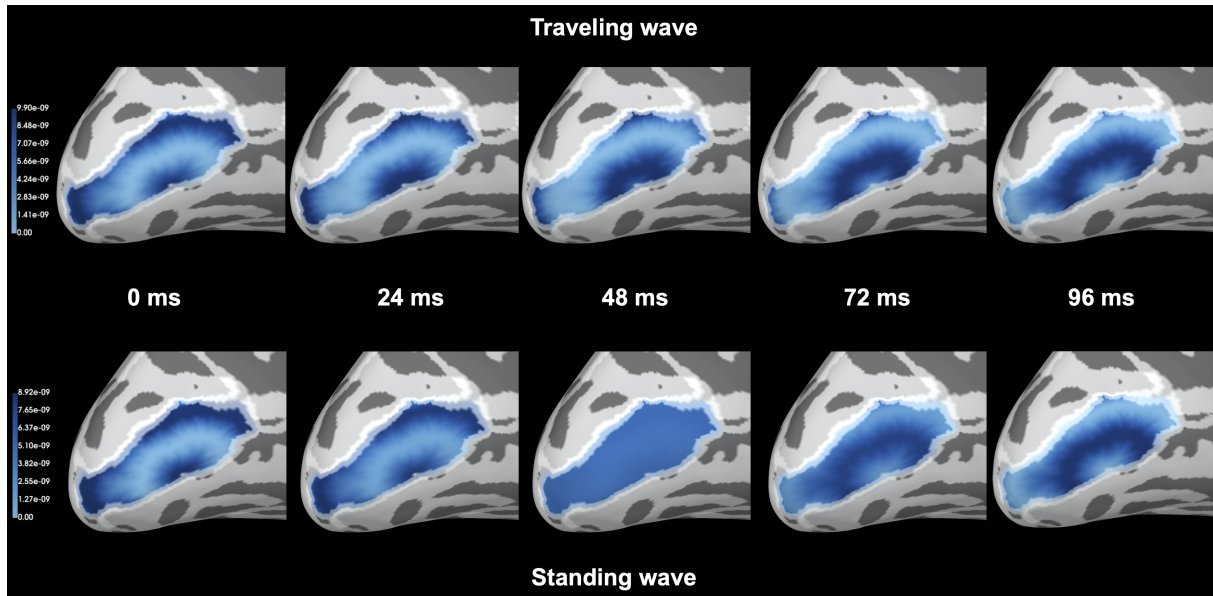 Traveling wave
9.90e-09
8.48e-09
7.07e-09
5.66e-09
4.24e-09
2.83e-09
1.41e-09
0.00
0 ms 24 ms 48 ms 72 ms 96 ms
8.92e-09
7.65e-09
6.37e-09
5.10e-09
3.82e-09
2.55e-09
1.27e-09
0.00
Standing wave